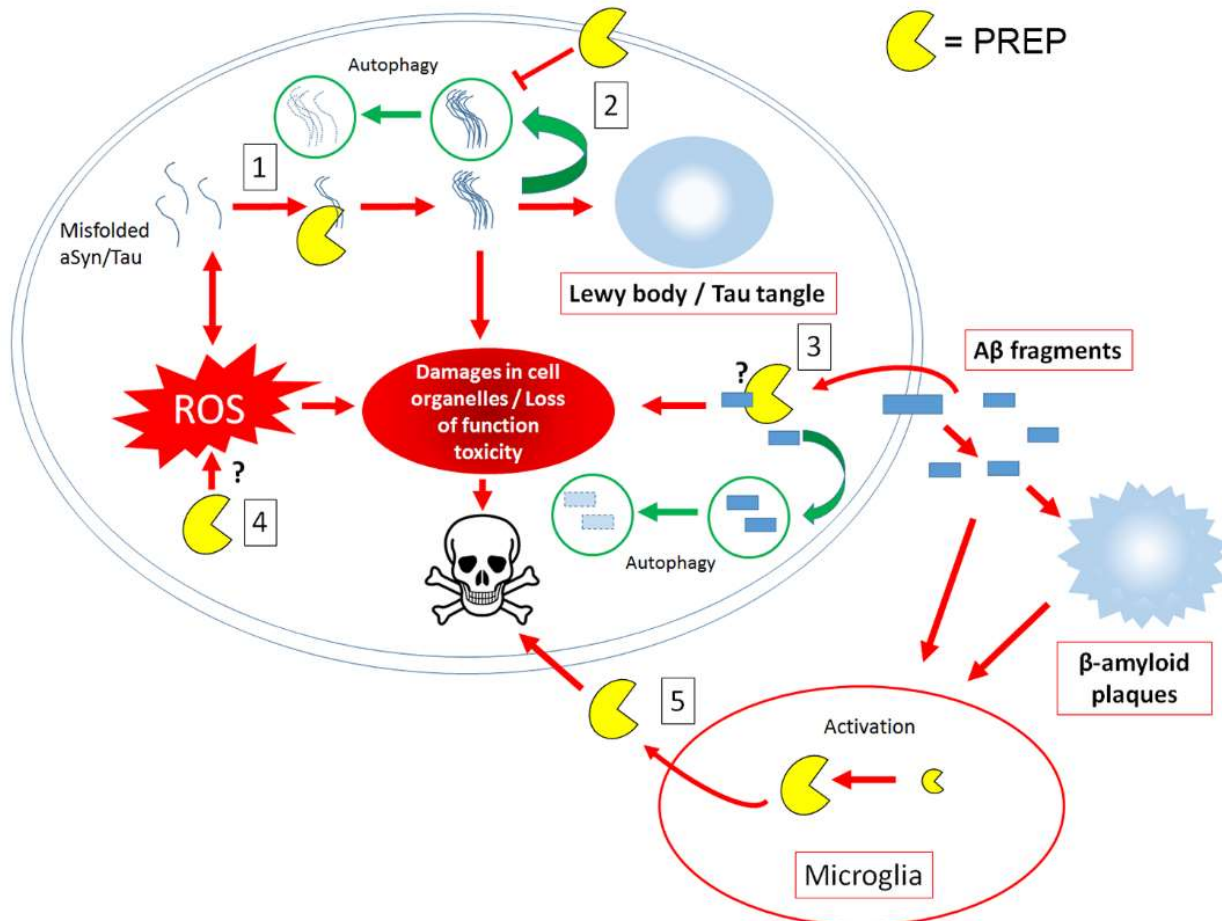 = PREP
Autophagy
2
1
Misfolded
aSyn/Tau
Lewy body / Tau tangle
3
Aβ fragments
?
Damages in cell
organelles / Loss
of function
toxicity
ROS
?
4
Autophagy
β-amyloid
plaques
5
Activation
Microglia